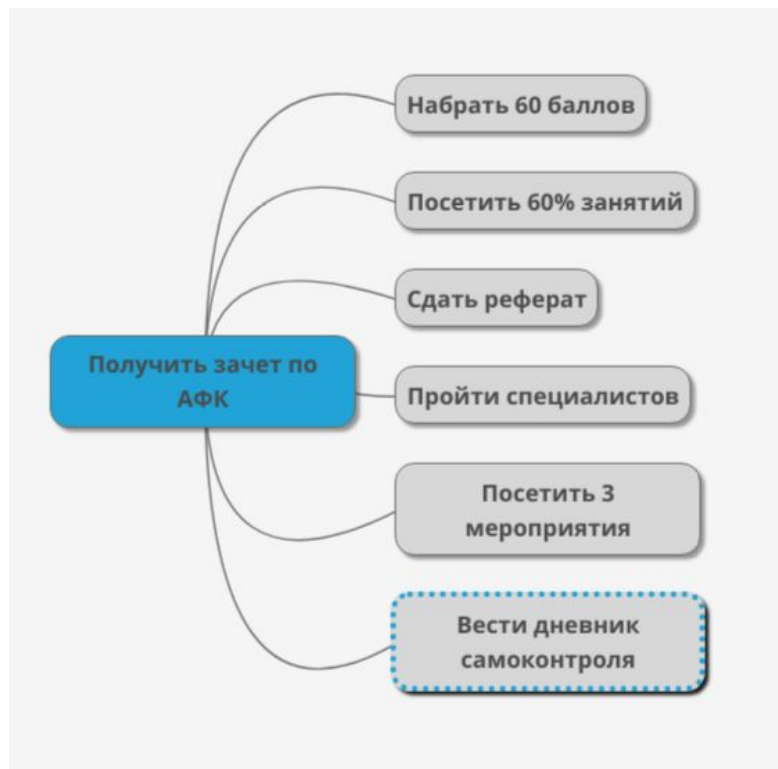 Набрать 60 баллов
Посетить 60% занятий
Сдать реферат
Получить зачет по
АФК
Пройти специалистов
Посетить 3
мероприятия
Вести дневник
самоконтроля